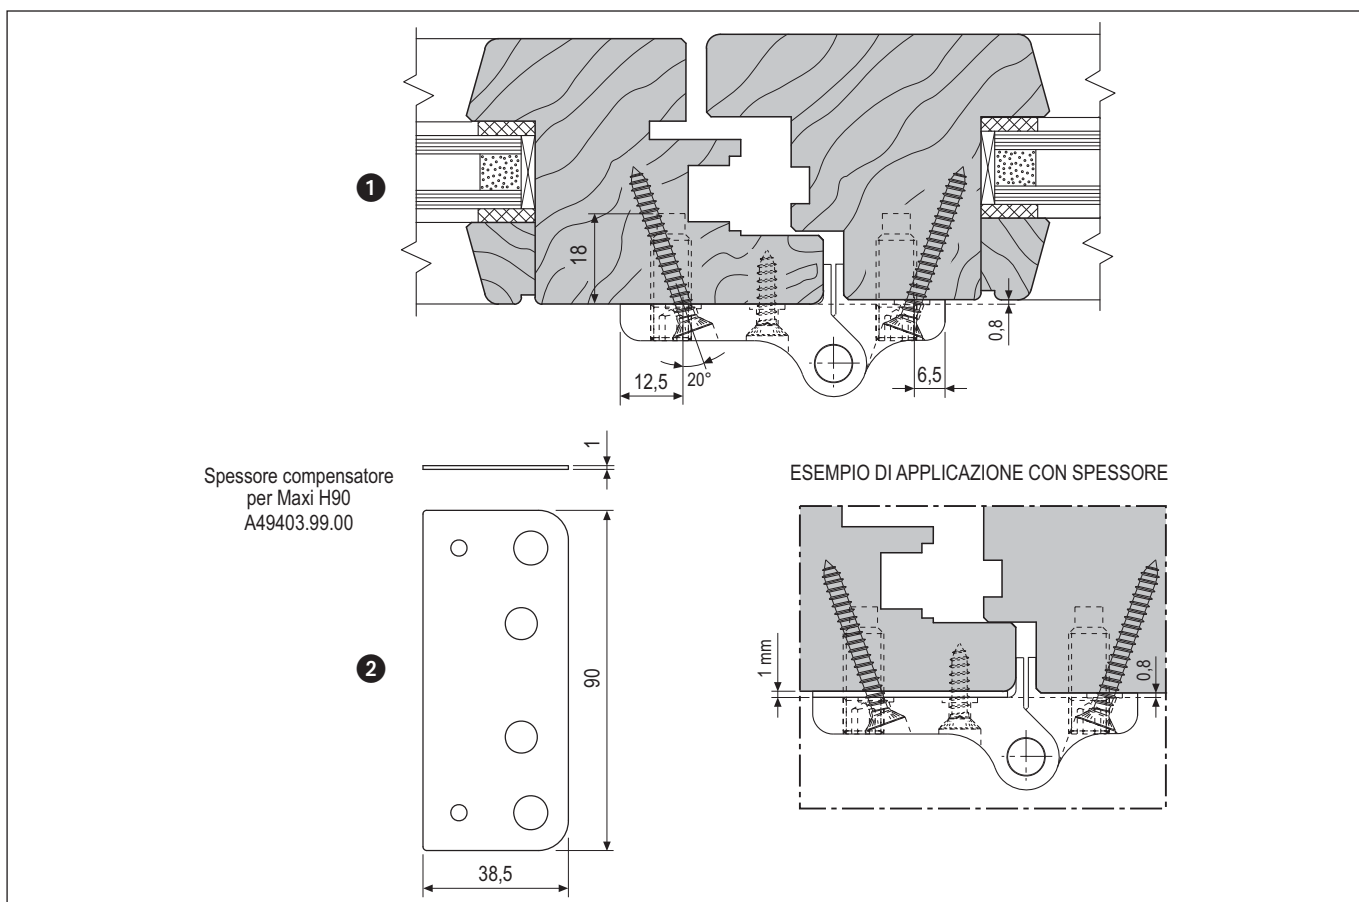 1
18
12,5
20°
6,5
0,8
Spessore compensatore
per Maxi H90
A49403.99.00
1
2
90
38,5
ESEMPIO DI APPLICAZIONE CON SPESSORE
1 mm
0,8